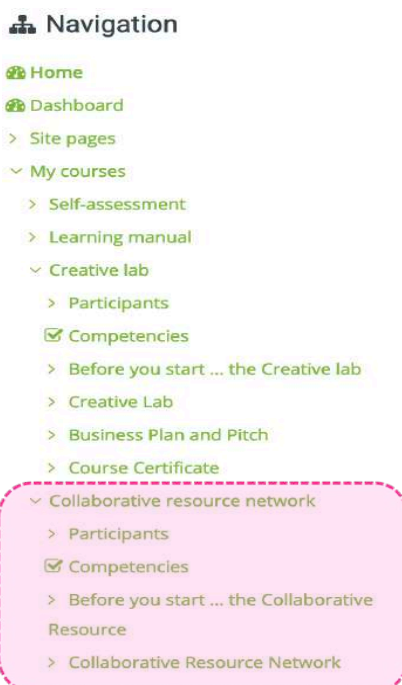 Navigation
Home
Dashboard
Site pages
My courses
Self-assessment
Learning manual
Creative lab
Participants
Competencies
Before you start ... the Creative lab
Creative Lab
Business Plan and Pitch
Course Certificate
Collaborative resource network
Participants
Competencies
Before you start ... the Collaborative
Resource
Collaborative Resource Network